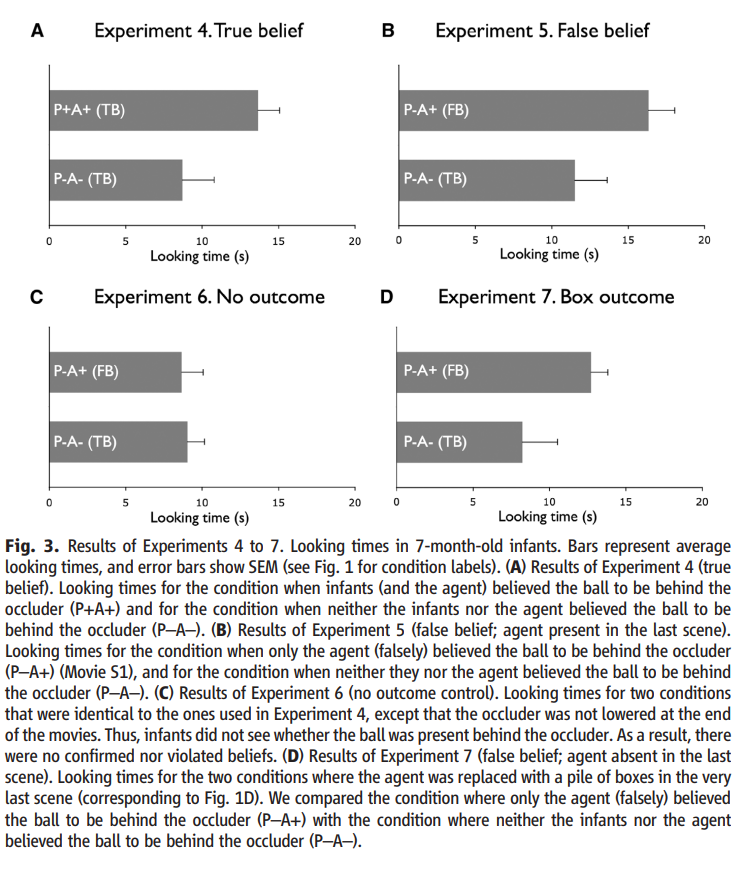 A Experiment 4. True belief
P+A+ (TB)
P-A- (TB)
0 5 10 15 20
Looking time (s)
B Experiment 5. False belief
P-A+ (FB)
P-A- (TB)
0 5 10 15 20
Looking time (s)
C Experiment 6. No outcome
P-A+ (FB)
P-A- (TB)
0 5 10 15 20
Looking time (s)
D Experiment 7. Box outcome
P-A+ (FB)
P-A- (TB)
0 5 10 15 20
Looking time (s)
Fig. 3. Results of Experiments 4 to 7. Looking times in 7-month-old infants. Bars represent average
looking times, and error bars show SEM (see Fig. 1 for condition labels). (A) Results of Experiment 4 (true
belief). Looking times for the condition when infants (and the agent) believed the ball to be behind the
occluder (P+A+) and for the condition when neither the infants nor the agent believed the ball to be
behind the occluder (P–A–). (B) Results of Experiment 5 (false belief; agent present in the last scene).
Looking times for the condition when only the agent (falsely) believed the ball to be behind the occluder
(P–A+) (Movie S1), and for the condition when neither they nor the agent believed the ball to be behind
the occluder (P–A–). (C) Results of Experiment 6 (no outcome control). Looking times for two conditions
that were identical to the ones used in Experiment 4, except that the occluder was not lowered at the end
of the movies. Thus, infants did not see whether the ball was present behind the occluder. As a result, there
were no confirmed nor violated beliefs. (D) Results of Experiment 7 (false belief; agent absent in the last
scene). Looking times for the two conditions where the agent was replaced with a pile of boxes in the very
last scene (corresponding to Fig. 1D). We compared the condition where only the agent (falsely) believed
the ball to be behind the occluder (P–A+) with the condition where neither the infants nor the agent
believed the ball to be behind the occluder (P–A–).